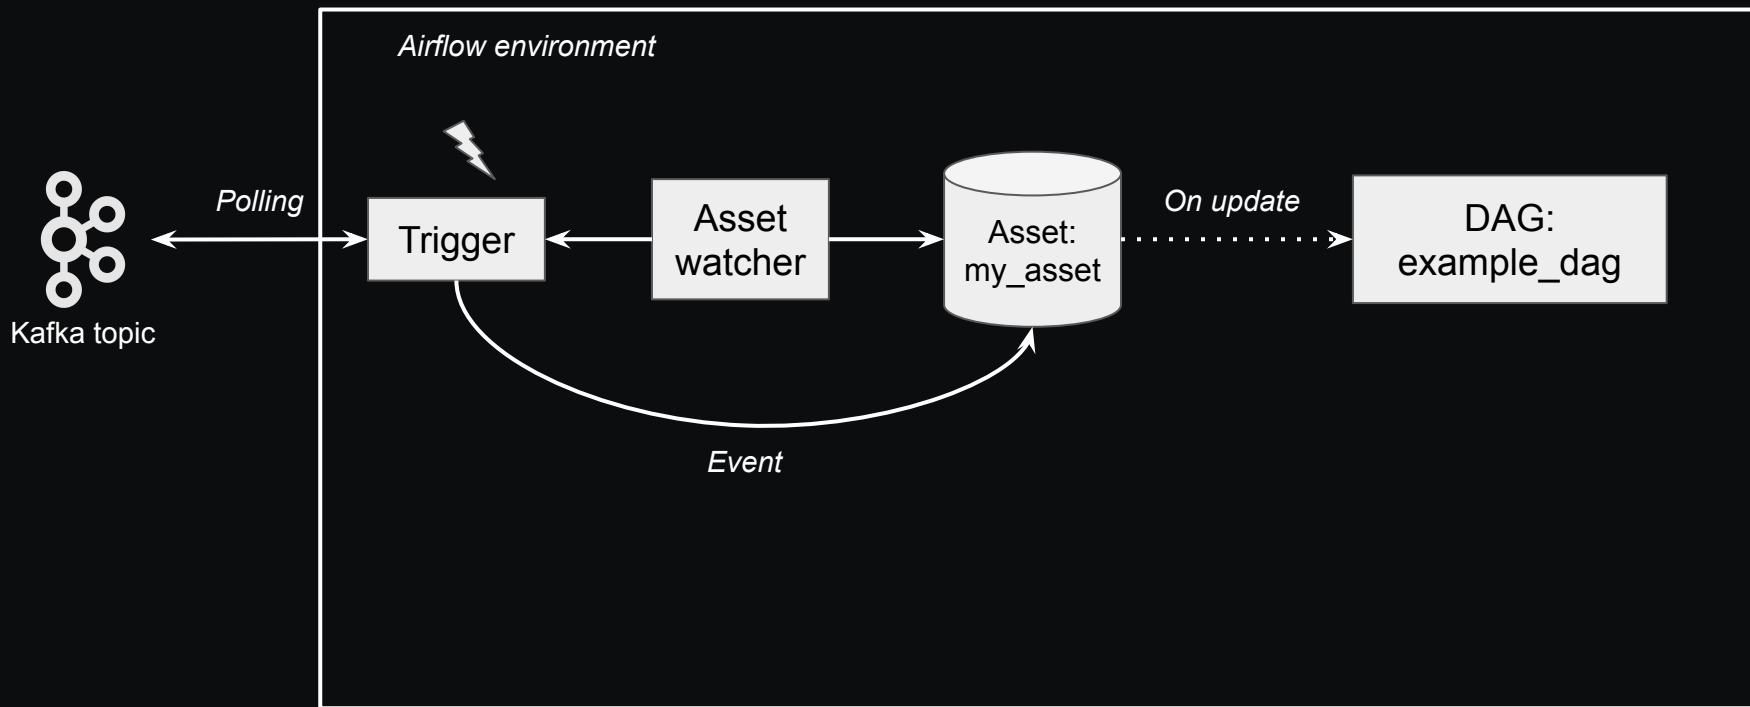 Airflow environment
Polling
Kafka topic
Trigger
Asset
watcher
Asset:
my_asset
On update
DAG:
example_dag
Event